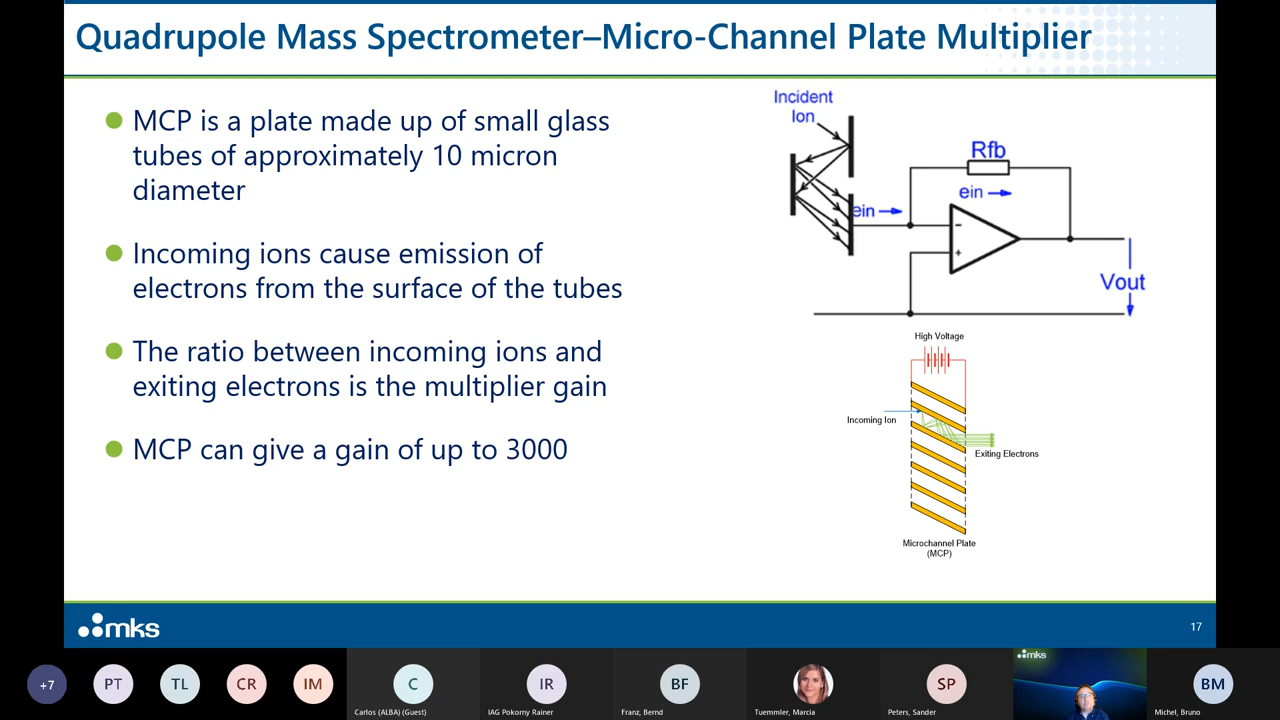 Quadrupole Mass Spectrometer–Micro-Channel Plate Multiplier
MCP is a plate made up of small glass
tubes of approximately 10 micron
diameter
Incoming ions cause emission of
electrons from the surface of the tubes
The ratio between incoming ions and
exiting electrons is the multiplier gain
MCP can give a gain of up to 3000
Incident
Ion
Rfb
ein
ein
-
+
Vout
High Voltage
Incoming Ion
Exiting Electrons
Microchannel Plate
(MCP)
mks
17
+7
PT
TL
CR
IM
C
Carlos (ALBA) (Guest)
IR
IAG Pokorny Rainer
BF
Franz, Bernd
Tuemmler, Marcia
SP
Peters, Sander
mks
BM
Michel, Bruno